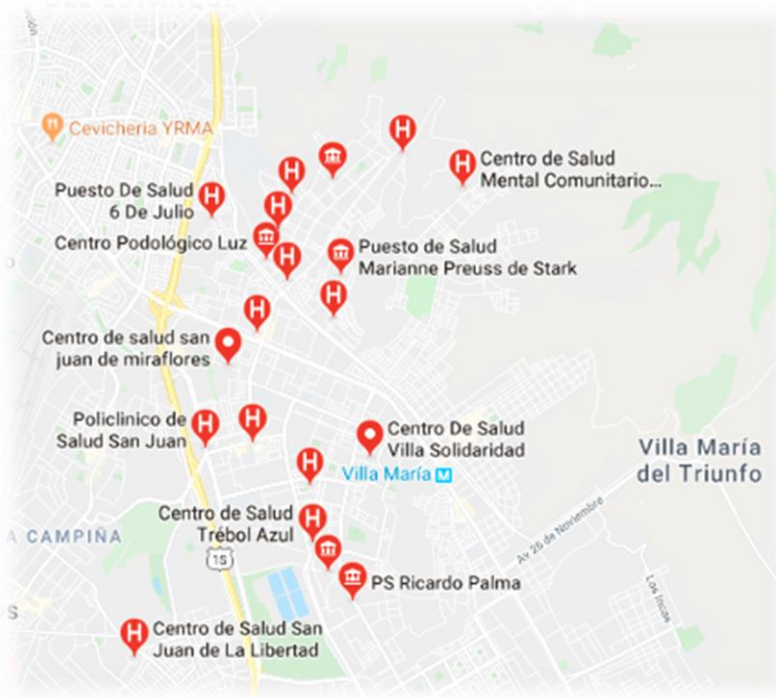 Cevicheria YRMA
Centro de Salud
Mental Comunitario...
Puesto De Salud
6 De Julio
Centro Podológico Luz
Puesto de Salud
Marianne Preuss de Stark
Centro de salud san
juan de miraflores
Policlinico de
Salud San Juan
Centro De Salud
Villa Solidaridad
Villa María M
Villa María
del Triunfo
Centro de Salud
Trébol Azul
Av 26 de Noviembre
A CAMPIÑA
1S
PS Ricardo Palma
Los Incas
S
Centro de Salud San
Juan de La Libertad